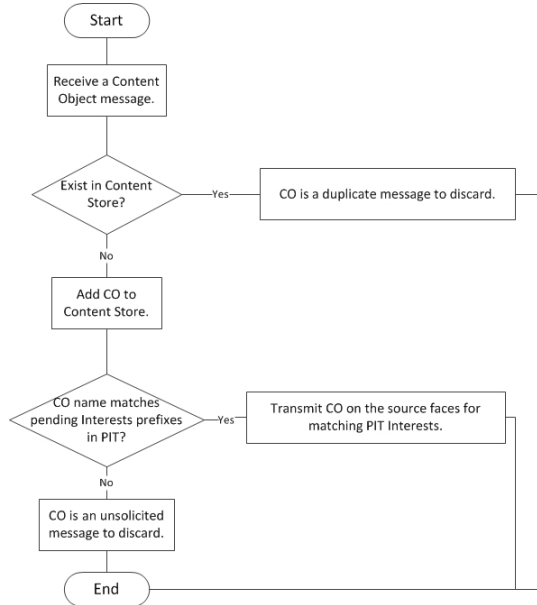 Start
Receive a Content
Object message.
Exist in Content
Store?
Yes
CO is a duplicate message to discard.
No
Add CO to
Content Store.
CO name matches
pending Interests prefixes
in PIT?
Yes
Transmit CO on the source faces for
matching PIT Interests.
No
CO is an unsolicited
message to discard.
End